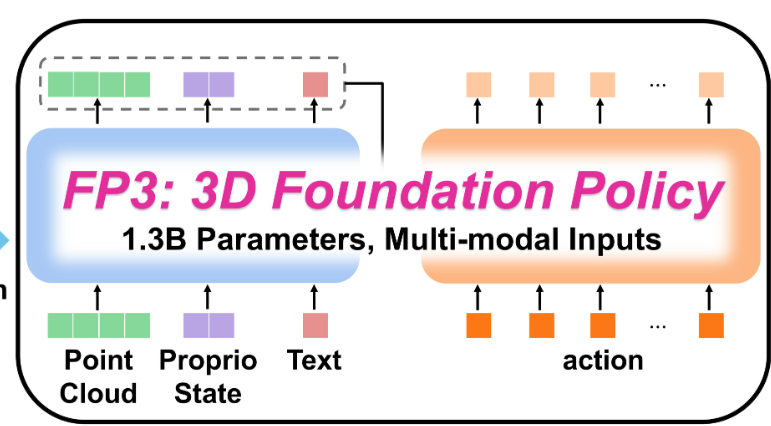 ...
FP3: 3D Foundation Policy
1.3B Parameters, Multi-modal Inputs
...
n
Point
Cloud
Proprio
State
Text
action